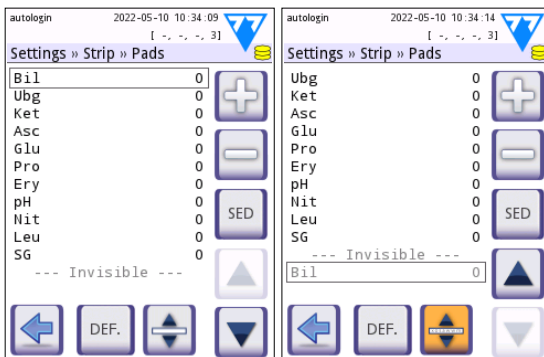 autologin 2022-05-10 10:34:09
[ -, -, -, 3]
Settings » Strip » Pads
Bil 0
Ubg 0
Ket 0
Asc 0
Glu 0
Pro 0
Ery 0
pH 0
Nit 0
Leu 0
SG 0
--- Invisible ---
SED
DEF.
autologin 2022-05-10 10:34:14
[ -, -, -, 3]
Settings » Strip » Pads
Ubg 0
Ket 0
Asc 0
Glu 0
Pro 0
Ery 0
pH 0
Nit 0
Leu 0
SG 0
--- Invisible ---
Bil 0
SED
DEF.